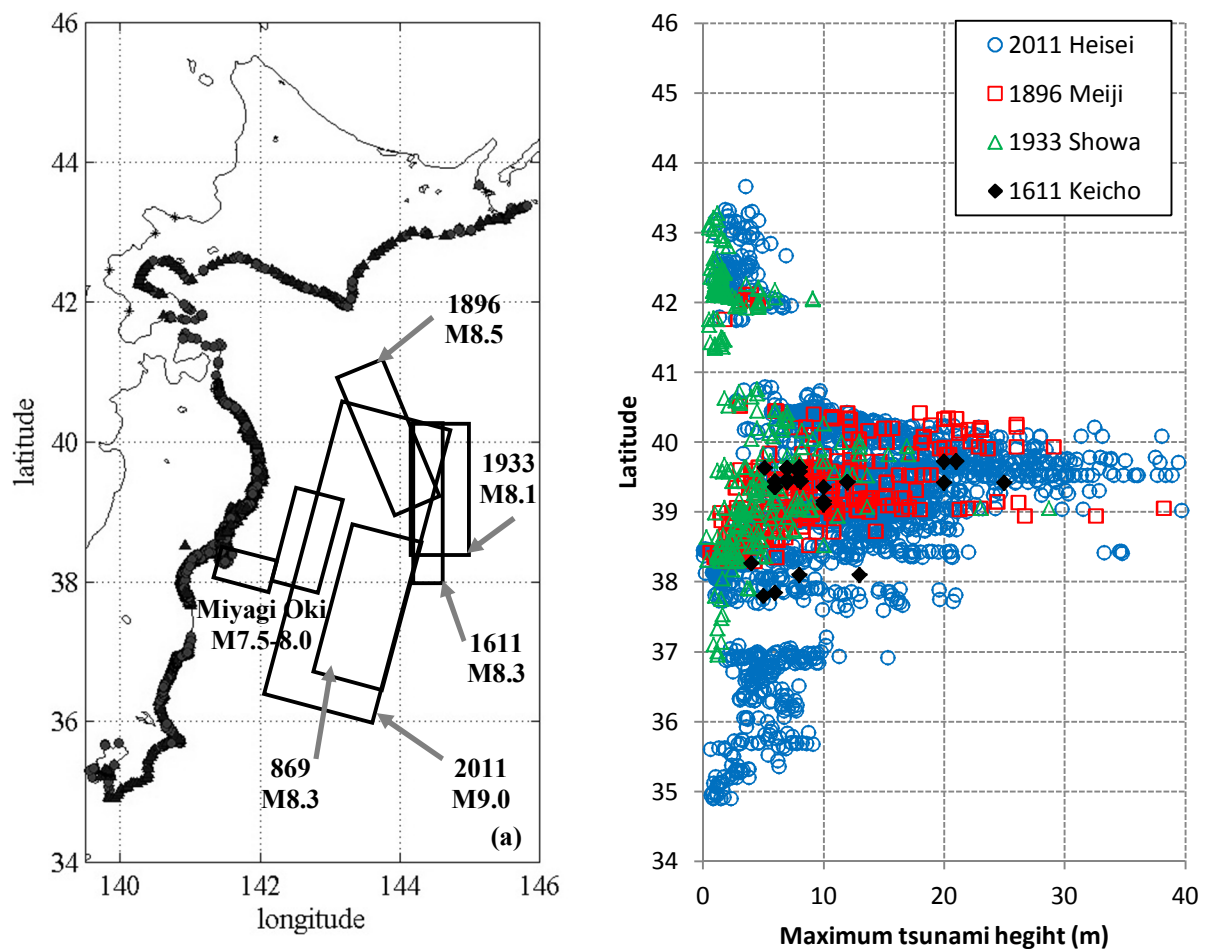 46
44
42
40
38
36
34
140
142
144
146
latitude
longitude
1896
M8.5
1933
M8.1
1611
M8.3
Miyagi Oki
M7.5-8.0
869
M8.3
2011
M9.0
(a)
46
45
44
43
42
41
40
39
38
37
36
35
34
0
10
20
30
40
Latitude
Maximum tsunami hegiht (m)
2011 Heisei
1896 Meiji
1933 Showa
1611 Keicho